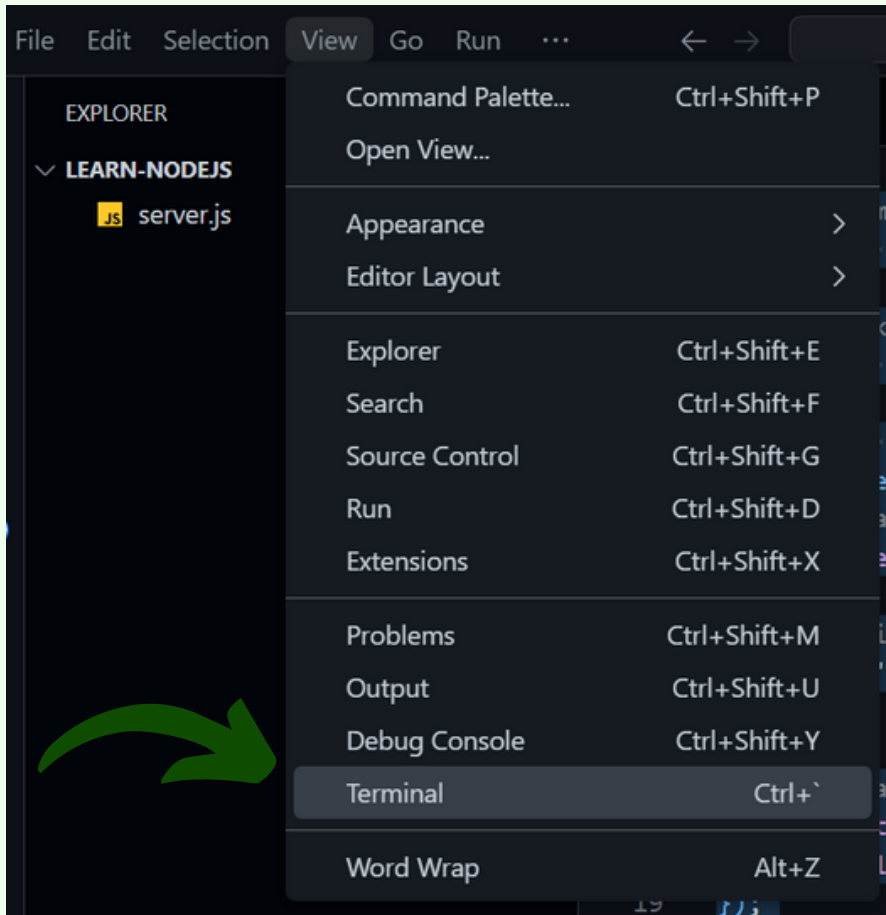 File Edit Selection View Go Run ...
EXPLORER
LEARN-NODEJS
JS server.js
Command Palette... Ctrl+Shift+P
Open View...
Appearance
Editor Layout
Explorer Ctrl+Shift+E
Search Ctrl+Shift+F
Source Control Ctrl+Shift+G
Run Ctrl+Shift+D
Extensions Ctrl+Shift+X
Problems Ctrl+Shift+M
Output Ctrl+Shift+U
Debug Console Ctrl+Shift+Y
Terminal Ctrl+`
Word Wrap Alt+Z
19 });